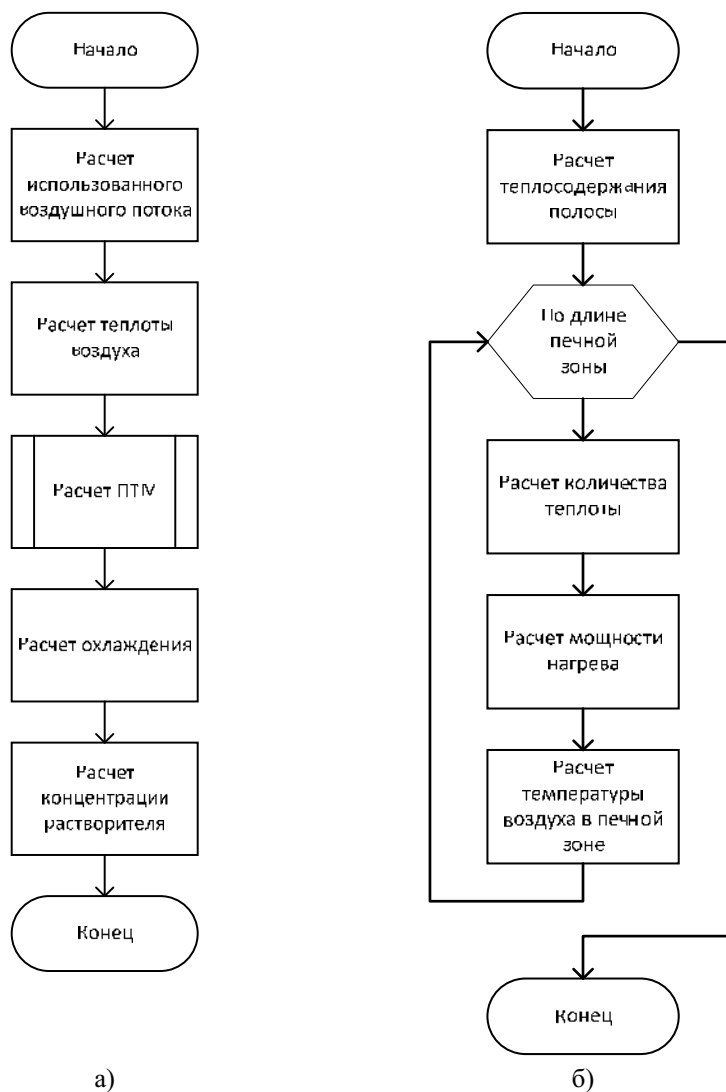 Начало
Расчет
использованного
воздушного потока
Расчет теплоты
воздуха
Расчет ПТМ
Расчет охлаждения
Расчет
концентрации
растворителя
Конец
а)
Начало
Расчет
теплосодержания
полосы
По длине
печной
зоны
Расчет количества
теплоты
Расчет мощности
нагрева
Расчет
температуры
воздуха в печной
зоне
Конец
б)